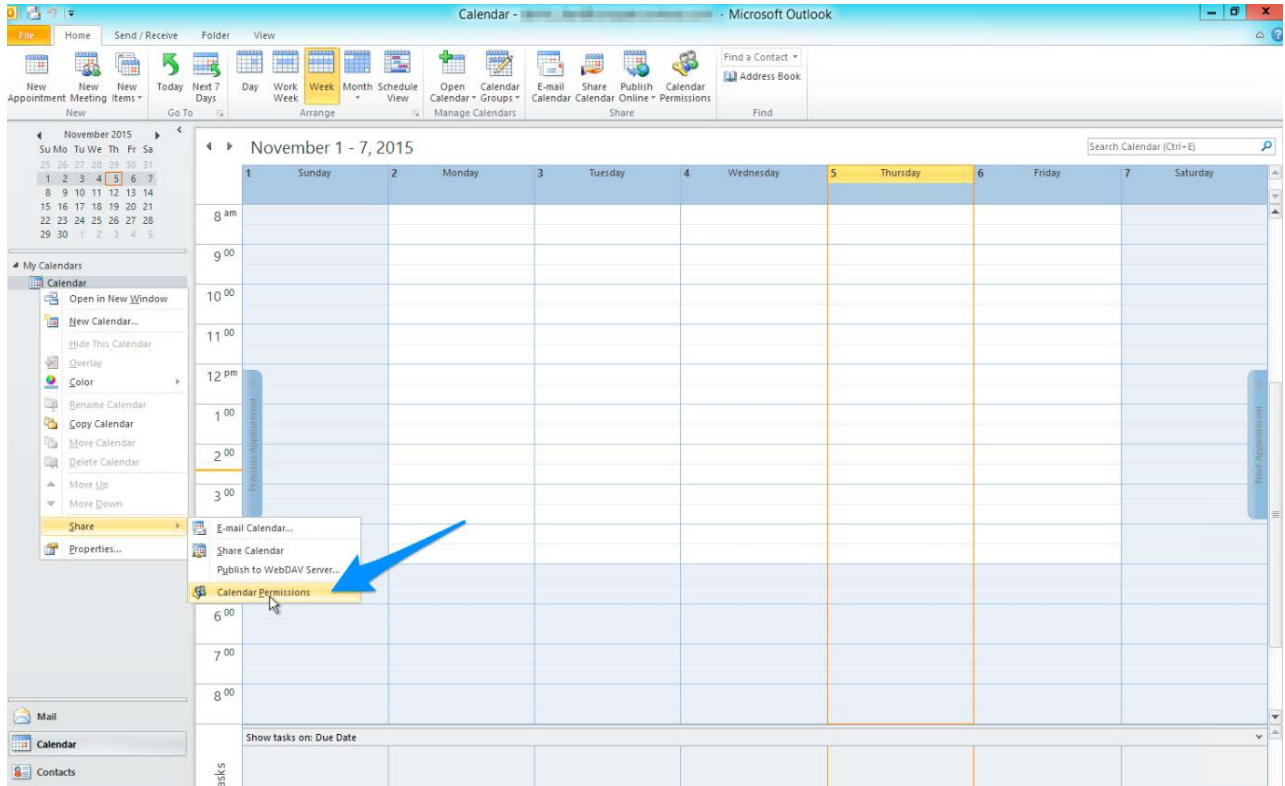 Calendar - - Microsoft Outlook
File Home Send / Receive Folder View
New Appointment New Meeting New Items Today Next 7 Days Day Work Week Week Month Schedule View Open Calendar Calendar Groups E-mail Calendar Share Calendar Publish Online Calendar Permissions Find a Contact
Address Book
New Go To Arrange Manage Calendars Share Find
November 2015
Su Mo Tu We Th Fr Sa
25 26 27 28 29 30 31
1 2 3 4 5 6 7
8 9 10 11 12 13 14
15 16 17 18 19 20 21
22 23 24 25 26 27 28
29 30 1 2 3 4 5
November 1 - 7, 2015
Search Calendar (Ctrl+E)
1 Sunday 2 Monday 3 Tuesday 4 Wednesday 5 Thursday 6 Friday 7 Saturday
My Calendars
Calendar
Open in New Window
New Calendar...
Hide This Calendar
Overlay
Color
Rename Calendar
Copy Calendar
Move Calendar
Delete Calendar
Move Up
Move Down
Share
Properties...
E-mail Calendar...
Share Calendar
Publish to WebDAV Server...
Calendar Permissions
8 am
9 00
10 00
11 00
12 pm
1 00
2 00
3 00
6 00
7 00
8 00
Previous Appointment
Next Appointment
Show tasks on: Due Date
Mail
Calendar
Contacts